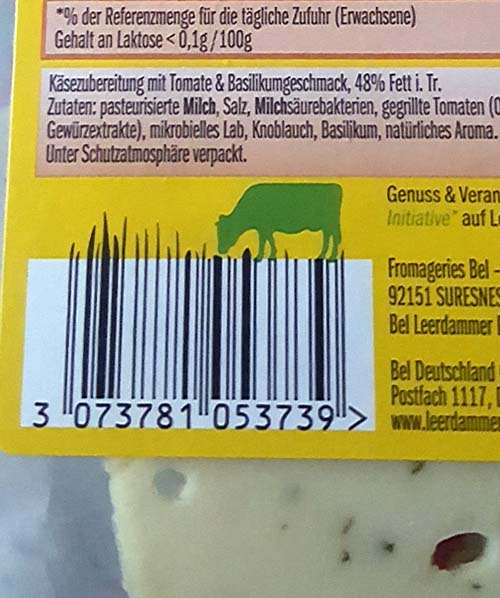 *% der Referenzmenge für die tägliche Zufuhr (Erwachsene)
Gehalt an Laktose < 0,1g/100g
Käsezubereitung mit Tomate & Basilikumgeschmack, 48% Fett i. Tr.
Zutaten: pasteurisierte Milch, Salz, Milchsäurebakterien, gegrillte Tomaten (
Gewürzextrakte), mikrobielles Lab, Knoblauch, Basilikum, natürliches Aroma.
Unter Schutzatmosphäre verpackt.
Genuss & Veran
Initiative" auf L
Fromageries Bel -
92151 SURESNES
Bel Leerdammer
Bel Deutschland
Postfach 1117,
www.leerdammer
3 073781 053739 >